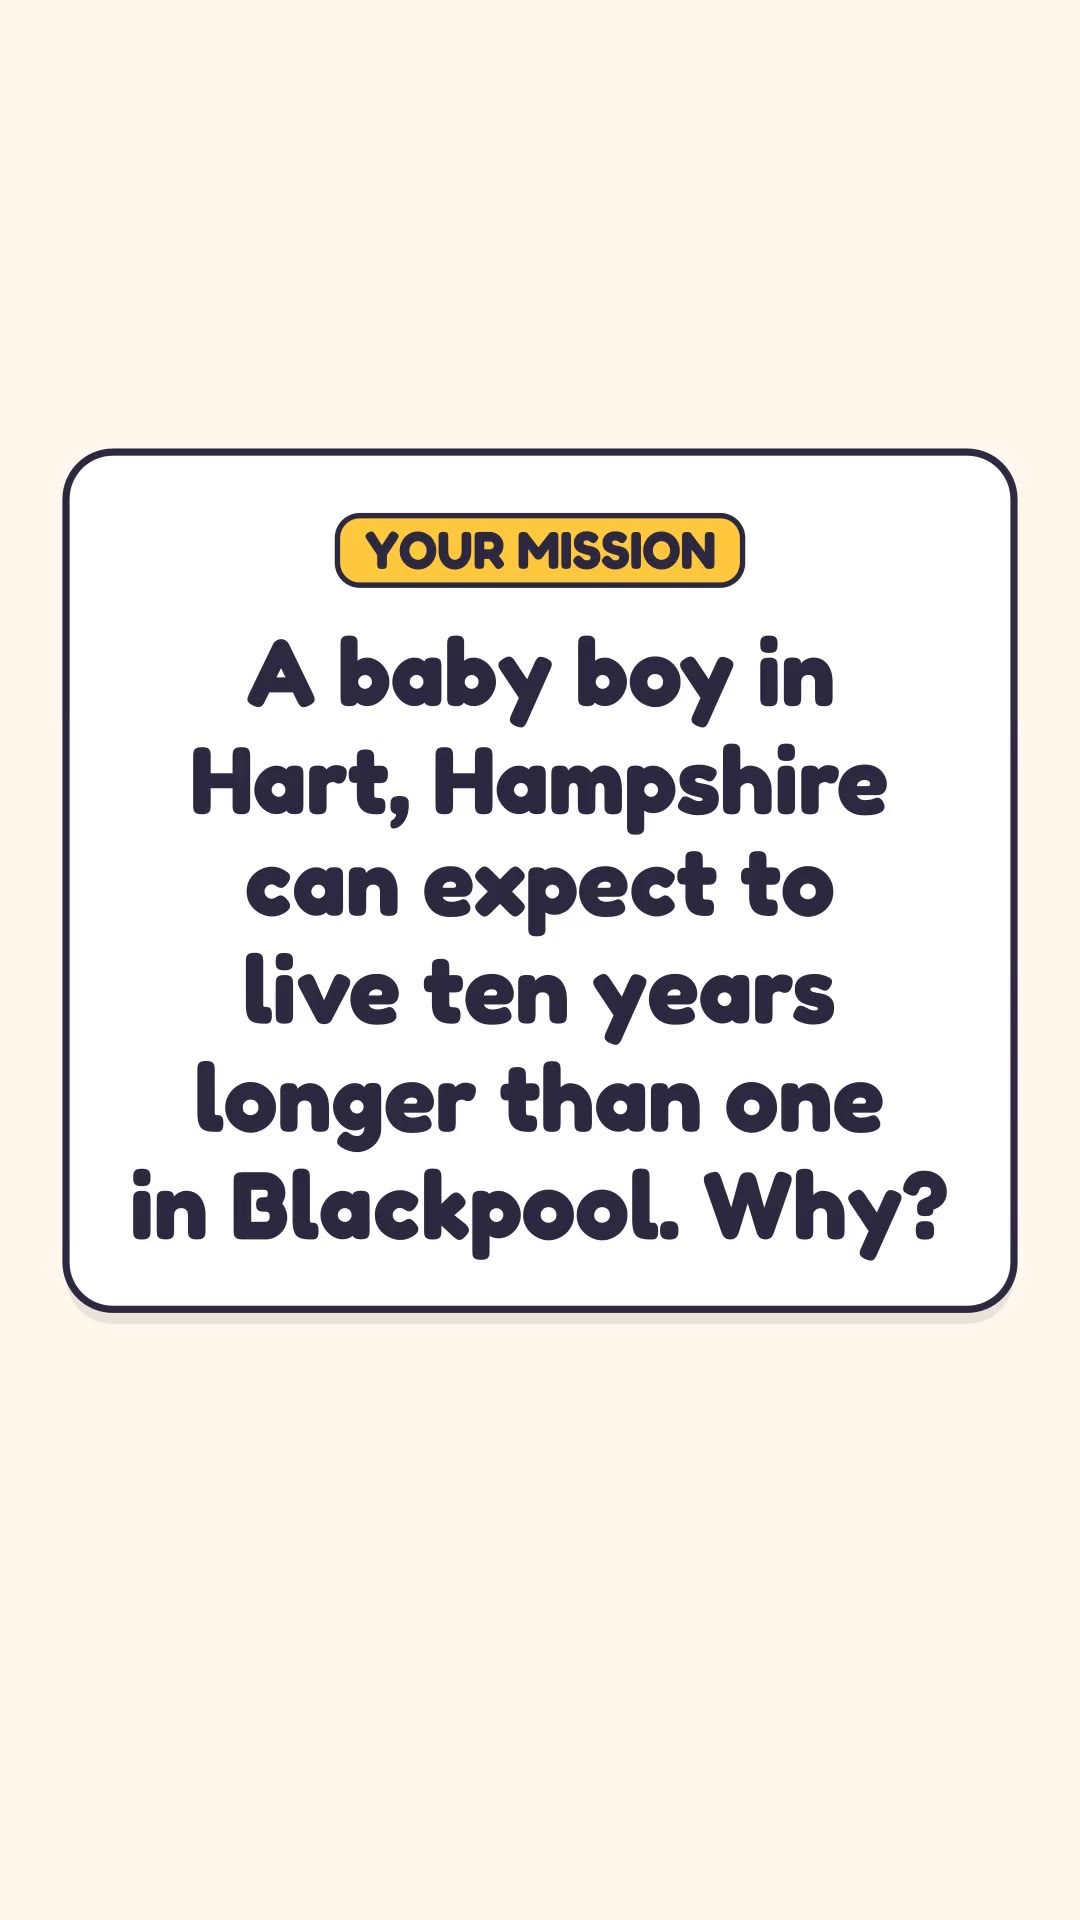 YOUR MISSION
A baby boy in
Hart, Hampshire
can expect to
live ten years
longer than one
in Blackpool. Why?